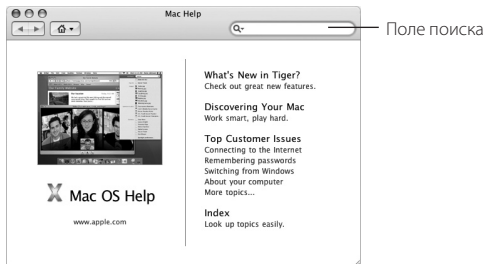 Mac Help
Поле поиска
What's New in Tiger?
Check out great new features.
Discovering Your Mac
Work smart, play hard.
Top Customer Issues
Connecting to the Internet
Remembering passwords
Switching from Windows
About your computer
More topics...
Index
Look up topics easily.
Mac OS Help
www.apple.com